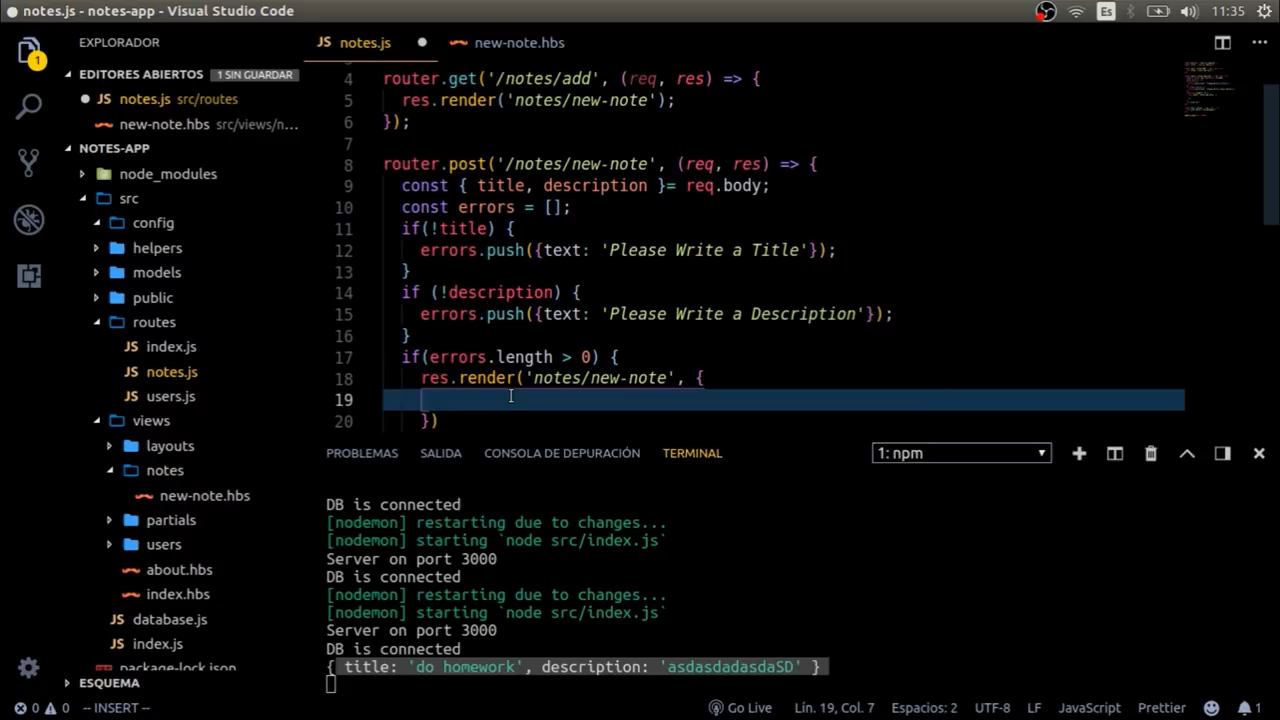 notes.js - notes-app - Visual Studio Code
Es
11:35
EXPLORADOR
1
EDITORES ABIERTOS 1 SIN GUARDAR
JS notes.js src/routes
new-note.hbs src/views/n...
NOTES-APP
node_modules
src
config
helpers
models
public
routes
JS index.js
JS notes.js
JS users.js
views
layouts
notes
new-note.hbs
partials
users
about.hbs
index.hbs
JS database.js
JS index.js
package-lock.json
ESQUEMA
JS notes.js
new-note.hbs
4 router.get('/notes/add', (req, res) => {
5 res.render('notes/new-note');
6 });
7
8 router.post('/notes/new-note', (req, res) => {
9 const { title, description }= req.body;
10 const errors = [];
11 if(!title) {
12 errors.push({text: 'Please Write a Title'});
13 }
14 if (!description) {
15 errors.push({text: 'Please Write a Description'});
16 }
17 if(errors.length > 0) {
18 res.render('notes/new-note', {
19
20 })
PROBLEMAS SALIDA CONSOLA DE DEPURACIÓN TERMINAL 1: npm
DB is connected
[nodemon] restarting due to changes...
[nodemon] starting `node src/index.js`
Server on port 3000
DB is connected
[nodemon] restarting due to changes...
[nodemon] starting `node src/index.js`
Server on port 3000
DB is connected
{ title: 'do homework', description: 'asdasdadasdaSD' }
0 0 -- INSERT -- Go Live Lín. 19, Col. 7 Espacios: 2 UTF-8 LF JavaScript Prettier 1